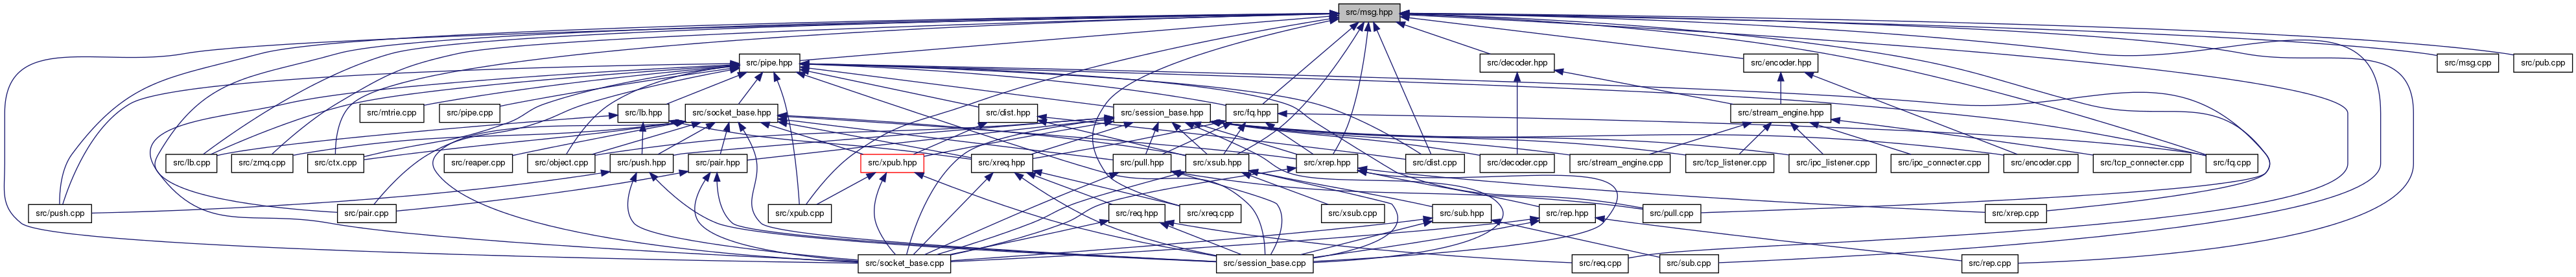 src/msg.hpp
src/pipe.hpp
src/decoder.hpp
src/encoder.hpp
src/msg.cpp
src/pub.cpp
src/mtrie.cpp
src/pipe.cpp
src/lb.hpp
src/socket_base.hpp
src/dist.hpp
src/session_base.hpp
src/fq.hpp
src/stream_engine.hpp
src/lb.cpp
src/zmq.cpp
src/ctx.cpp
src/reaper.cpp
src/object.cpp
src/push.hpp
src/pair.hpp
src/xpub.hpp
src/xreq.hpp
src/pull.hpp
src/xsub.hpp
src/xrep.hpp
src/dist.cpp
src/decoder.cpp
src/stream_engine.cpp
src/tcp_listener.cpp
src/ipc_listener.cpp
src/ipc_connecter.cpp
src/encoder.cpp
src/tcp_connecter.cpp
src/fq.cpp
src/push.cpp
src/pair.cpp
src/xpub.cpp
src/req.hpp
src/xreq.cpp
src/xsub.cpp
src/sub.hpp
src/rep.hpp
src/pull.cpp
src/xrep.cpp
src/socket_base.cpp
src/session_base.cpp
src/req.cpp
src/sub.cpp
src/rep.cpp